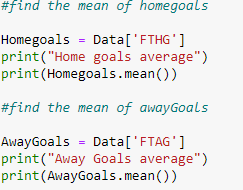 #find the mean of homegoals
Homegoals = Data['FTHG']
print("Home goals average")
print(Homegoals.mean())
#find the mean of awayGoals
AwayGoals = Data['FTAG']
print("Away Goals average")
print(AwayGoals.mean())